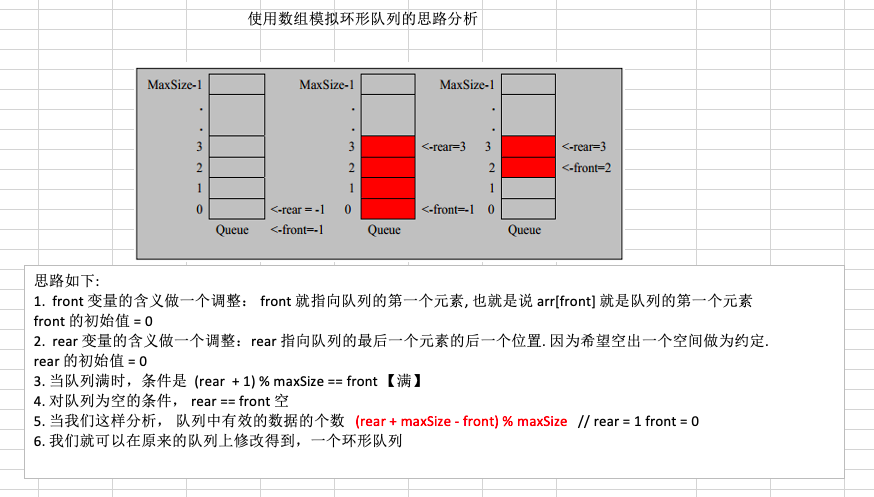 使用数组模拟环形队列的思路分析
MaxSize-1 MaxSize-1 MaxSize-1
. . .
. . .
3 3 <-rear=3 3 <-rear=3
2 2 2 <-front=2
1 1 1
0 <-rear = -1 0 <-front=-1 0
Queue <-front=-1 Queue Queue
思路如下:
1. front 变量的含义做一个调整： front 就指向队列的第一个元素, 也就是说 arr[front] 就是队列的第一个元素
front 的初始值 = 0
2. rear 变量的含义做一个调整：rear 指向队列的最后一个元素的后一个位置. 因为希望空出一个空间做为约定.
rear 的初始值 = 0
3. 当队列满时，条件是 (rear + 1) % maxSize == front 【满】
4. 对队列为空的条件， rear == front 空
5. 当我们这样分析， 队列中有效的数据的个数 (rear + maxSize - front) % maxSize // rear = 1 front = 0
6. 我们就可以在原来的队列上修改得到，一个环形队列